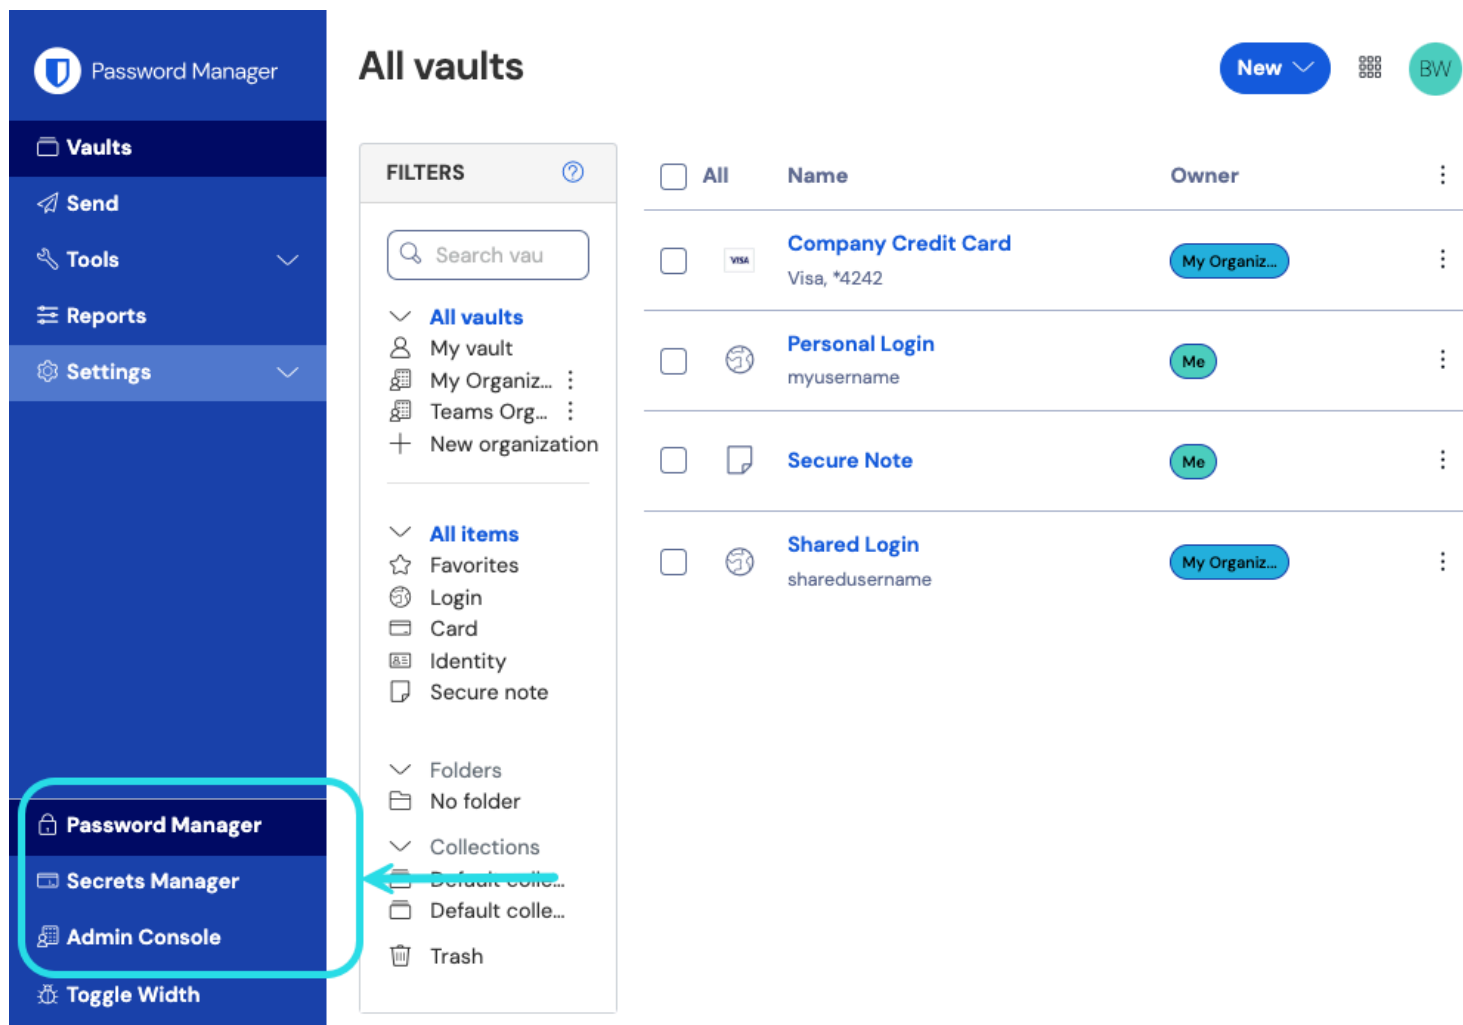 Password Manager
Vaults
Send
Tools
Reports
Settings
Password Manager
Secrets Manager
Admin Console
Toggle Width
All vaults
New
BW
FILTERS
Search vau
All vaults
My vault
My Organiz...
Teams Org...
New organization
All items
Favorites
Login
Card
Identity
Secure note
Folders
No folder
Collections
Default colle...
Default colle...
Trash
All Name Owner
VISA
Company Credit Card
Visa, *4242
My Organiz...
Personal Login
myusername
Me
Secure Note
Me
Shared Login
sharedusername
My Organiz...